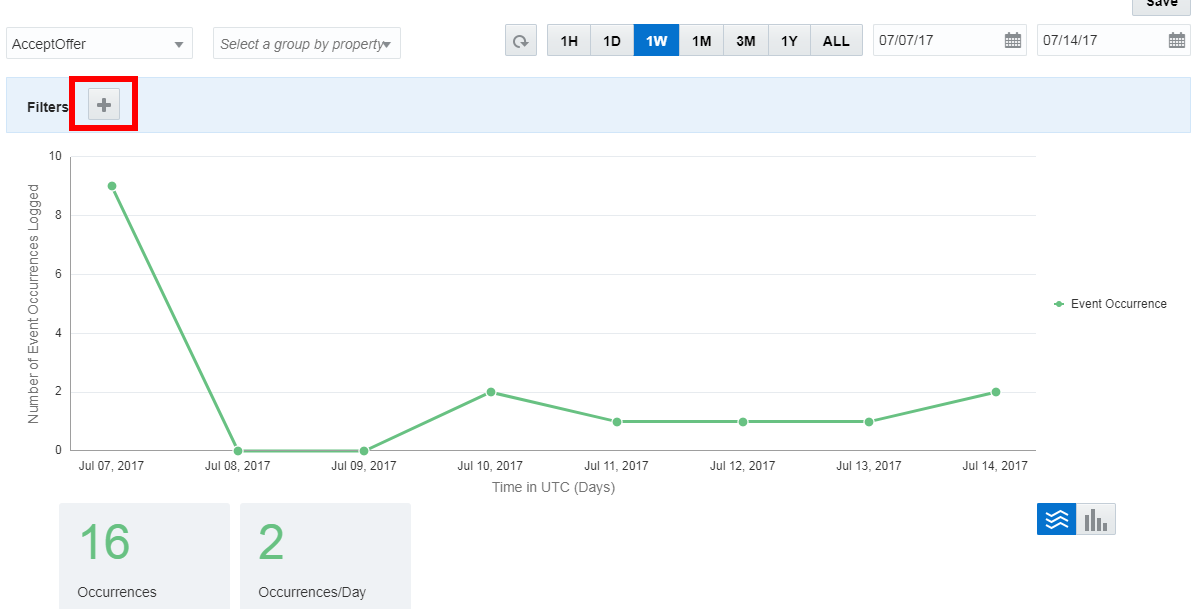 Save
AcceptOffer
Select a group by property
1H 1D 1W 1M 3M 1Y ALL
07/07/17
07/14/17
Filters
10
8
6
4
2
0
Number of Event Occurrences Logged
Event Occurrence
Jul 07, 2017 Jul 08, 2017 Jul 09, 2017 Jul 10, 2017 Jul 11, 2017 Jul 12, 2017 Jul 13, 2017 Jul 14, 2017
Time in UTC (Days)
16
Occurrences
2
Occurrences/Day